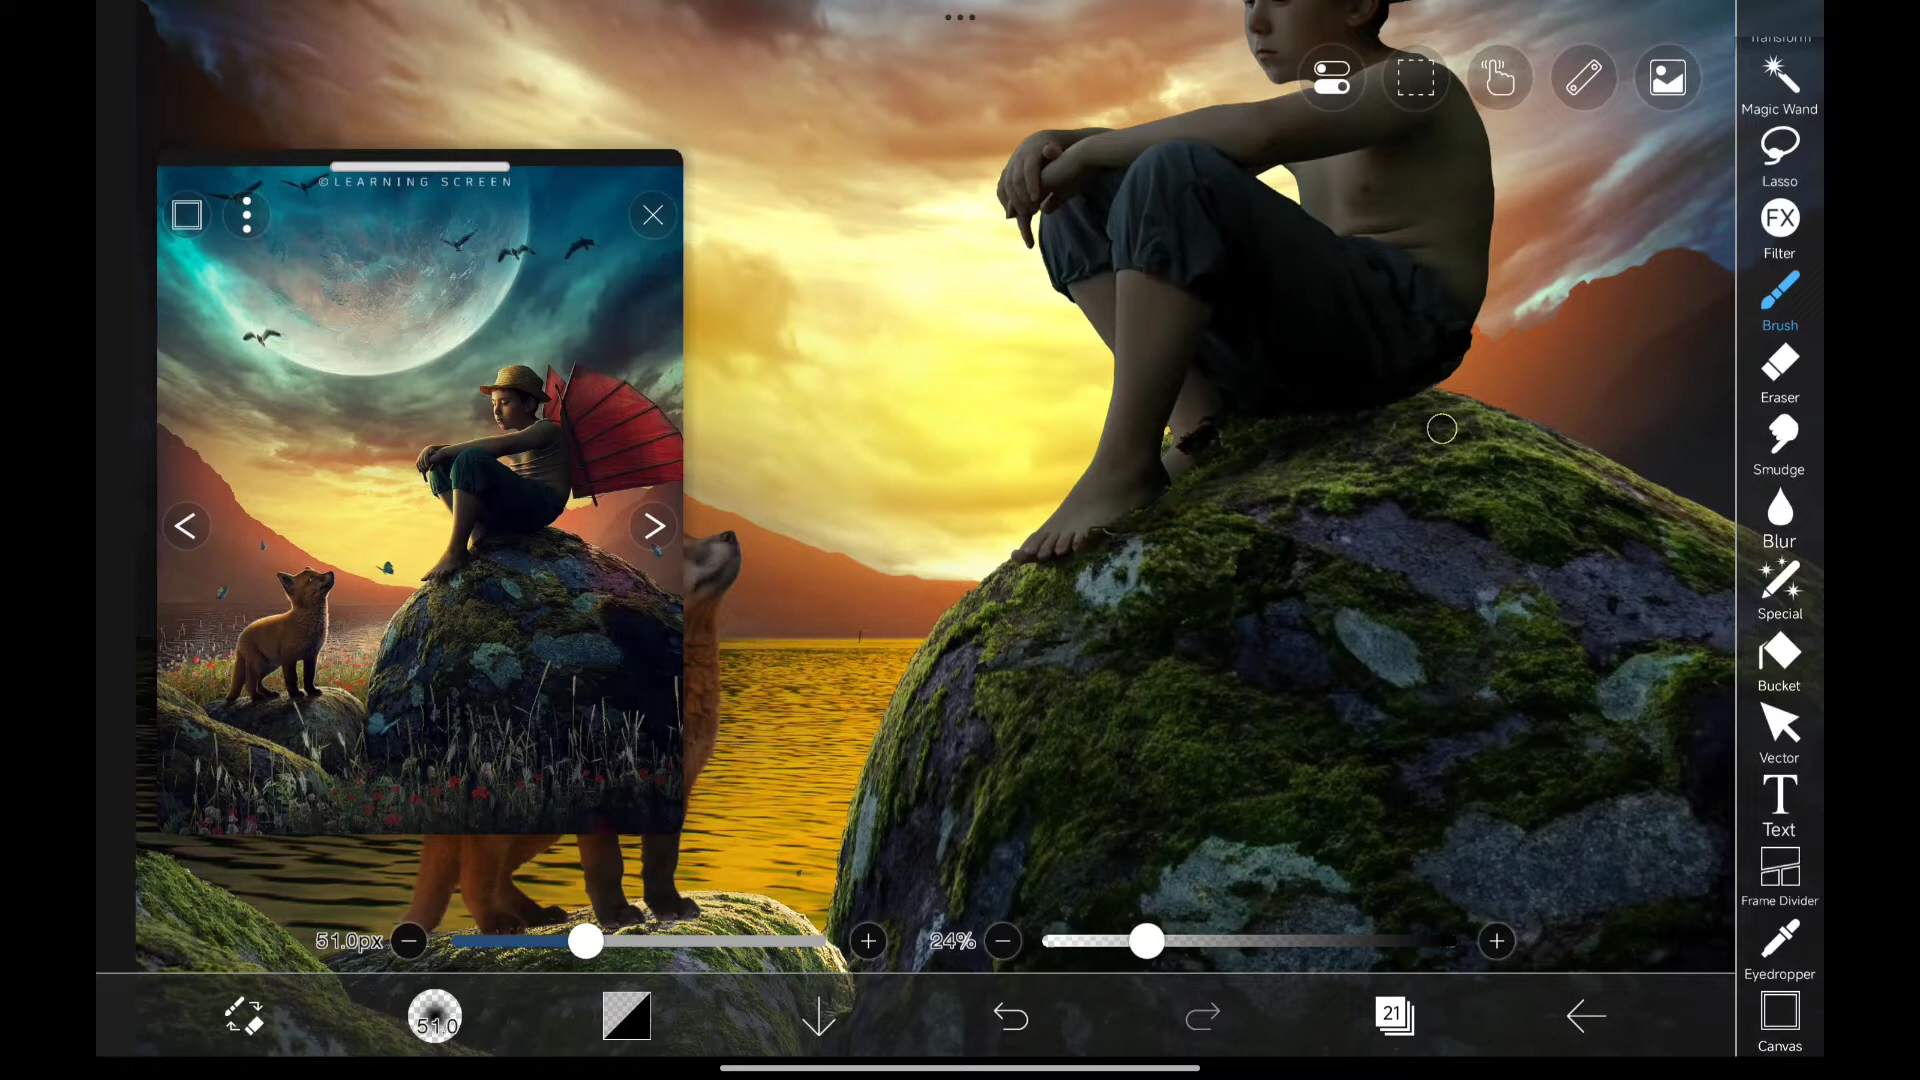 Transform
Magic Wand
©LEARNING SCREEN
Lasso
FX
Filter
Brush
Eraser
Smudge
Blur
Special
Bucket
Vector
T
Text
Frame Divider
51.0px
24%
Eyedropper
51.0
21
Canvas